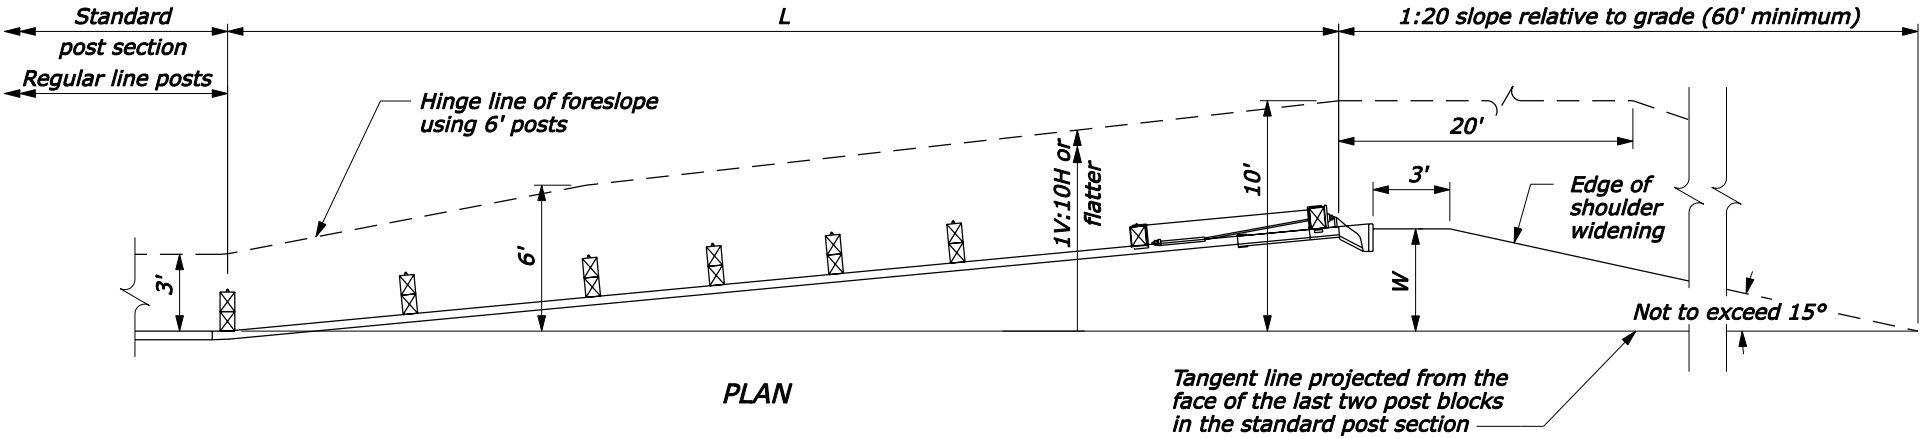 Standard
post section
Regular line posts
L
1:20 slope relative to grade (60' minimum)
Hinge line of foreslope
using 6' posts
20'
3'
Edge of
shoulder
widening
1V:10H or
flatter
10'
6'
3'
W
Not to exceed 15°
Tangent line projected from the
face of the last two post blocks
in the standard post section
PLAN